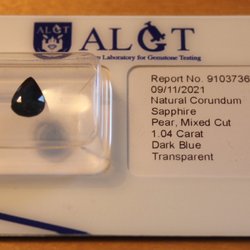 ALGT
ALGT
Laboratory for Gemstone Testing
Report No. 9103736
09/11/2021
Natural Corundum
Sapphire
Pear, Mixed Cut
1.04 Carat
Dark Blue
Transparent